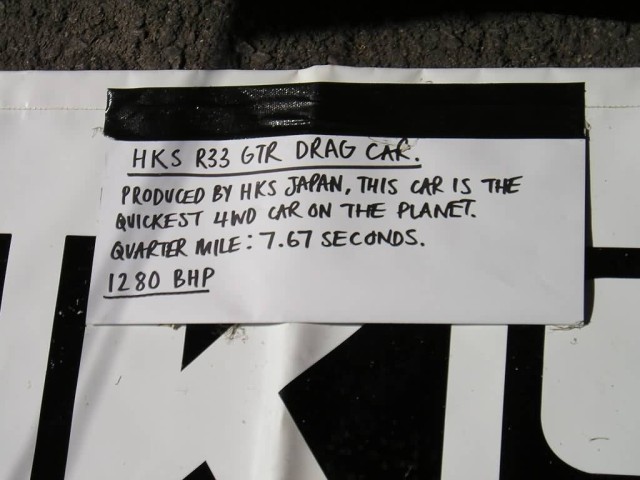 HKS R33 GTR DRAG CAR.
PRODUCED BY HKS JAPAN, THIS CAR IS THE
QUICKEST 4WD CAR ON THE PLANET.
QUARTER MILE: 7.67 SECONDS.
1280 BHP